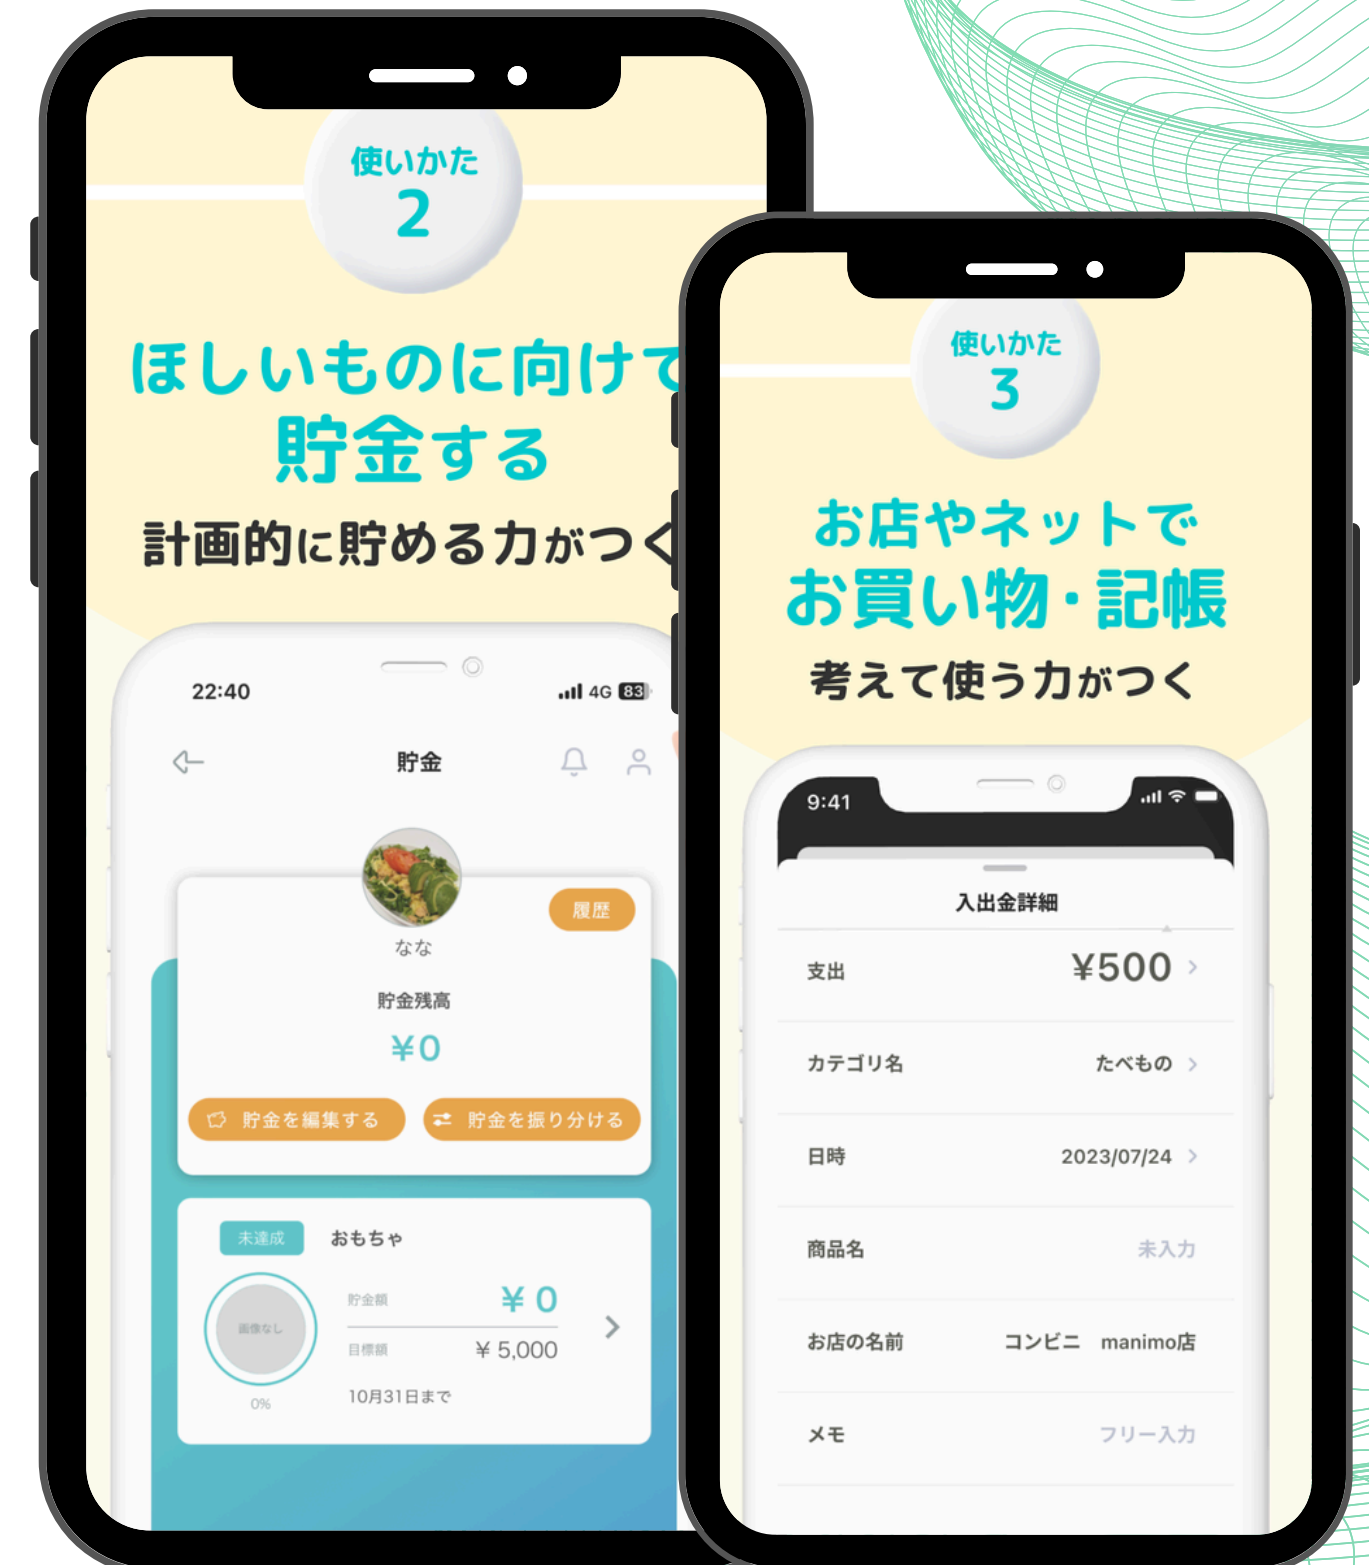 使いかた
2
ほしいものに向けて
貯金する
計画的に貯める力がつく
22:40
4G 83
貯金
履歴
なな
貯金残高
¥0
貯金を編集する
貯金を振り分ける
未達成
おもちゃ
画像なし
0%
貯金額
¥ 0
目標額
¥ 5,000
10月31日まで
使いかた
3
お店やネットで
お買い物・記帳
考えて使う力がつく
9:41
入出金詳細
支出 ¥500
カテゴリ名 たべもの
日時 2023/07/24
商品名 未入力
お店の名前 コンビニ manimo店
メモ フリー入力